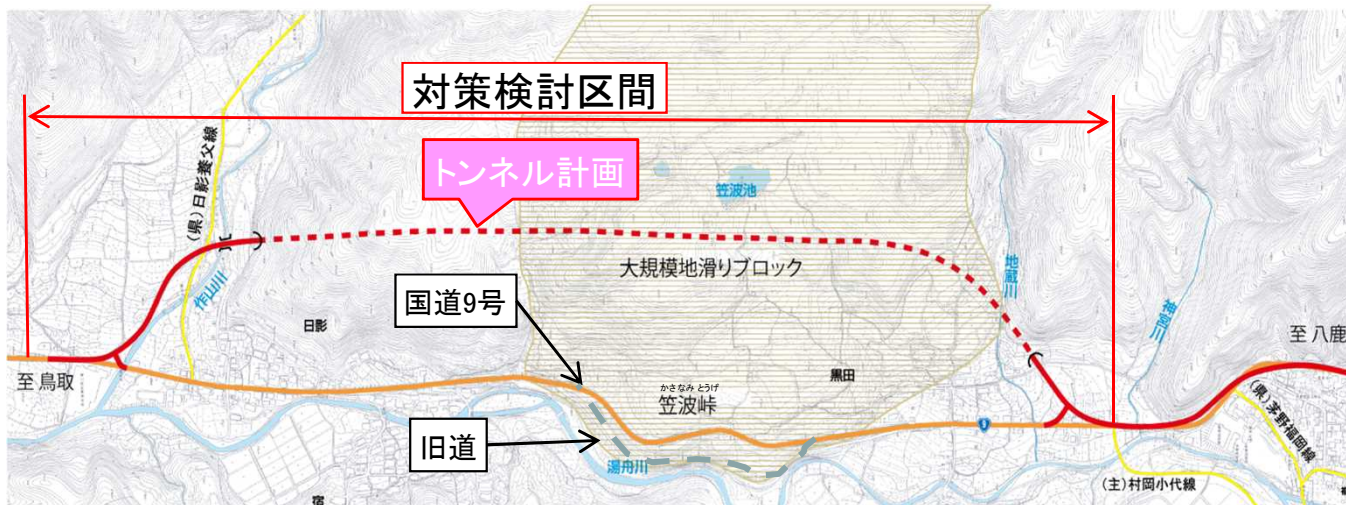 対策検討区間
トンネル計画
(県)日影養父線
笠波池
大規模地滑りブロック
地蔵川
作山川
国道9号
日影
至 八鹿
至 鳥取
黒田
かさなみ とうげ
笠波峠
(県)茅野福岡線
旧道
9
湯舟川
(主)村岡小代線
宿